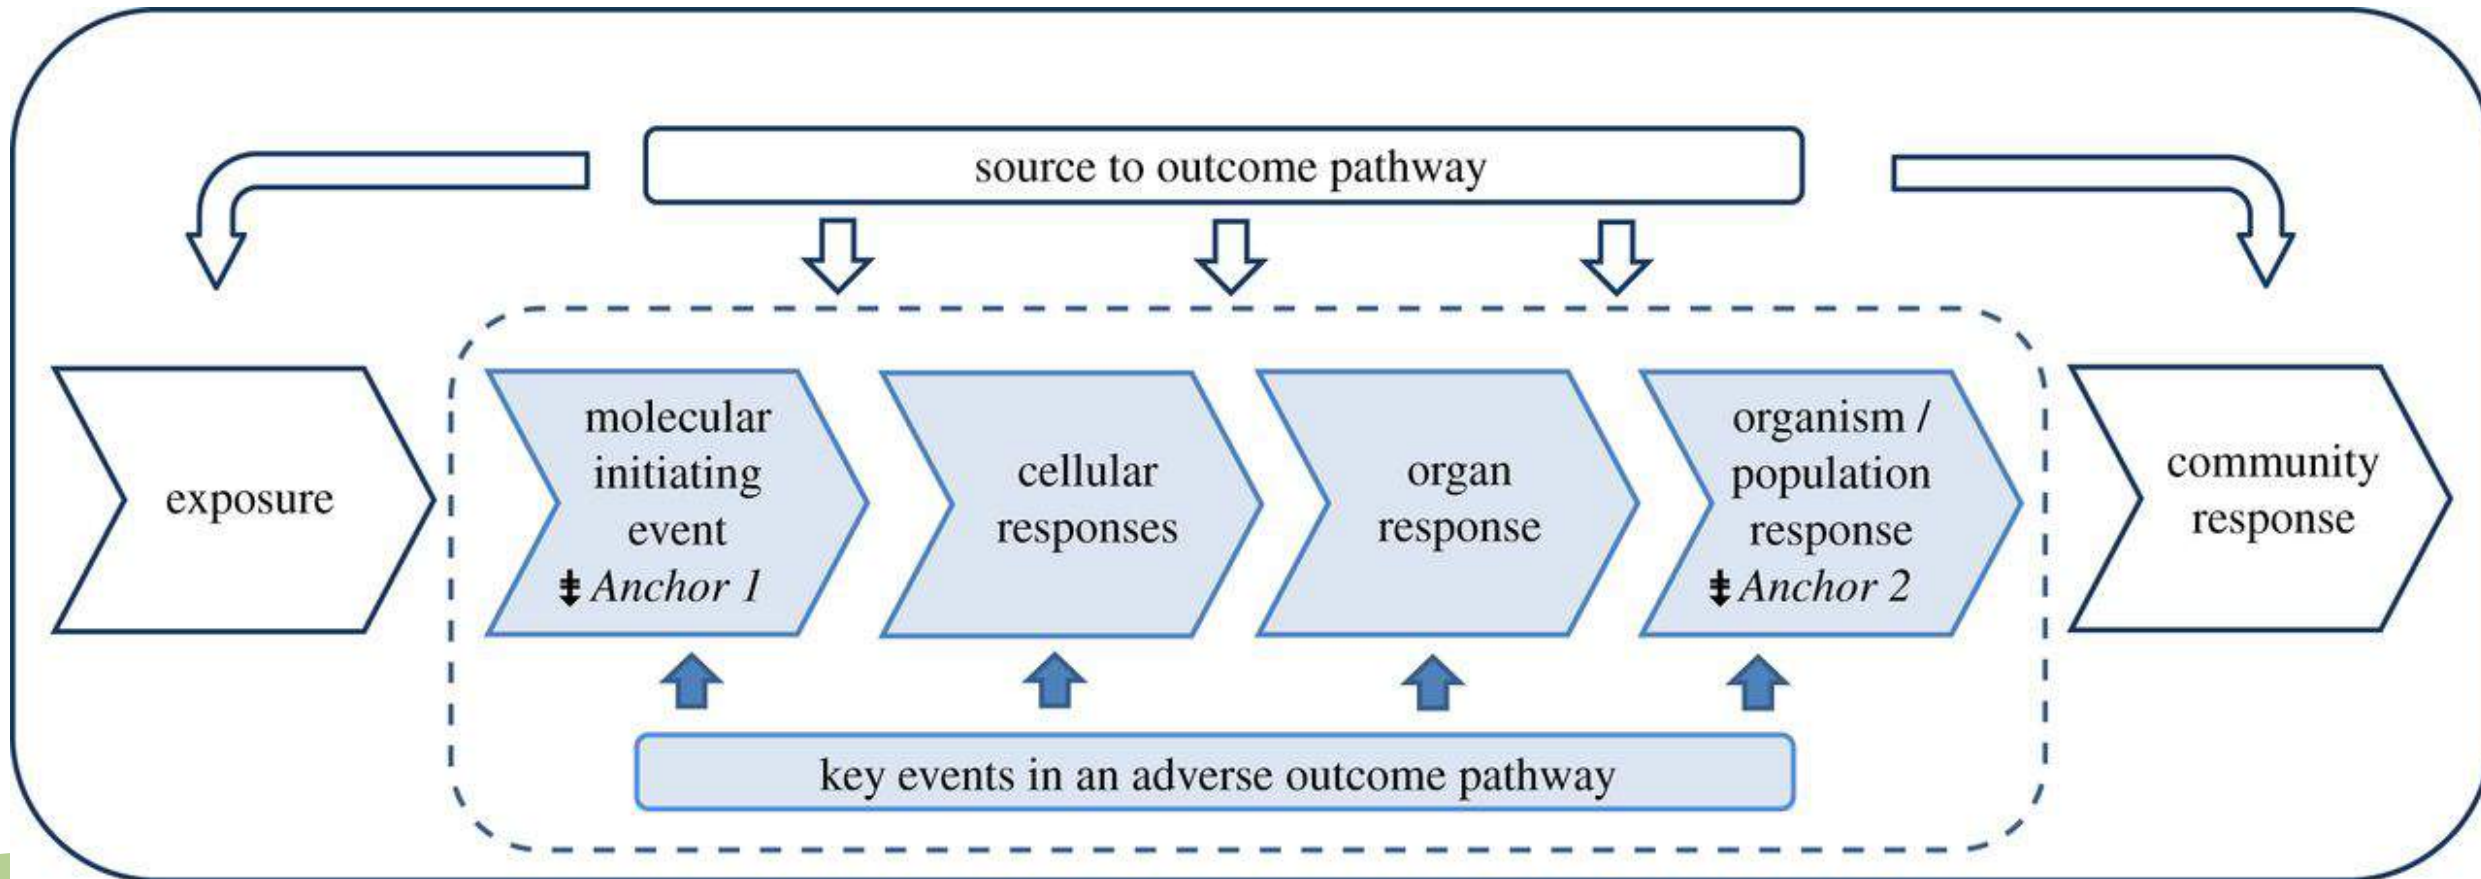 source to outcome pathway
exposure
molecular
initiating
event
⇟ Anchor 1
cellular
responses
organ
response
organism /
population
response
⇟ Anchor 2
community
response
key events in an adverse outcome pathway